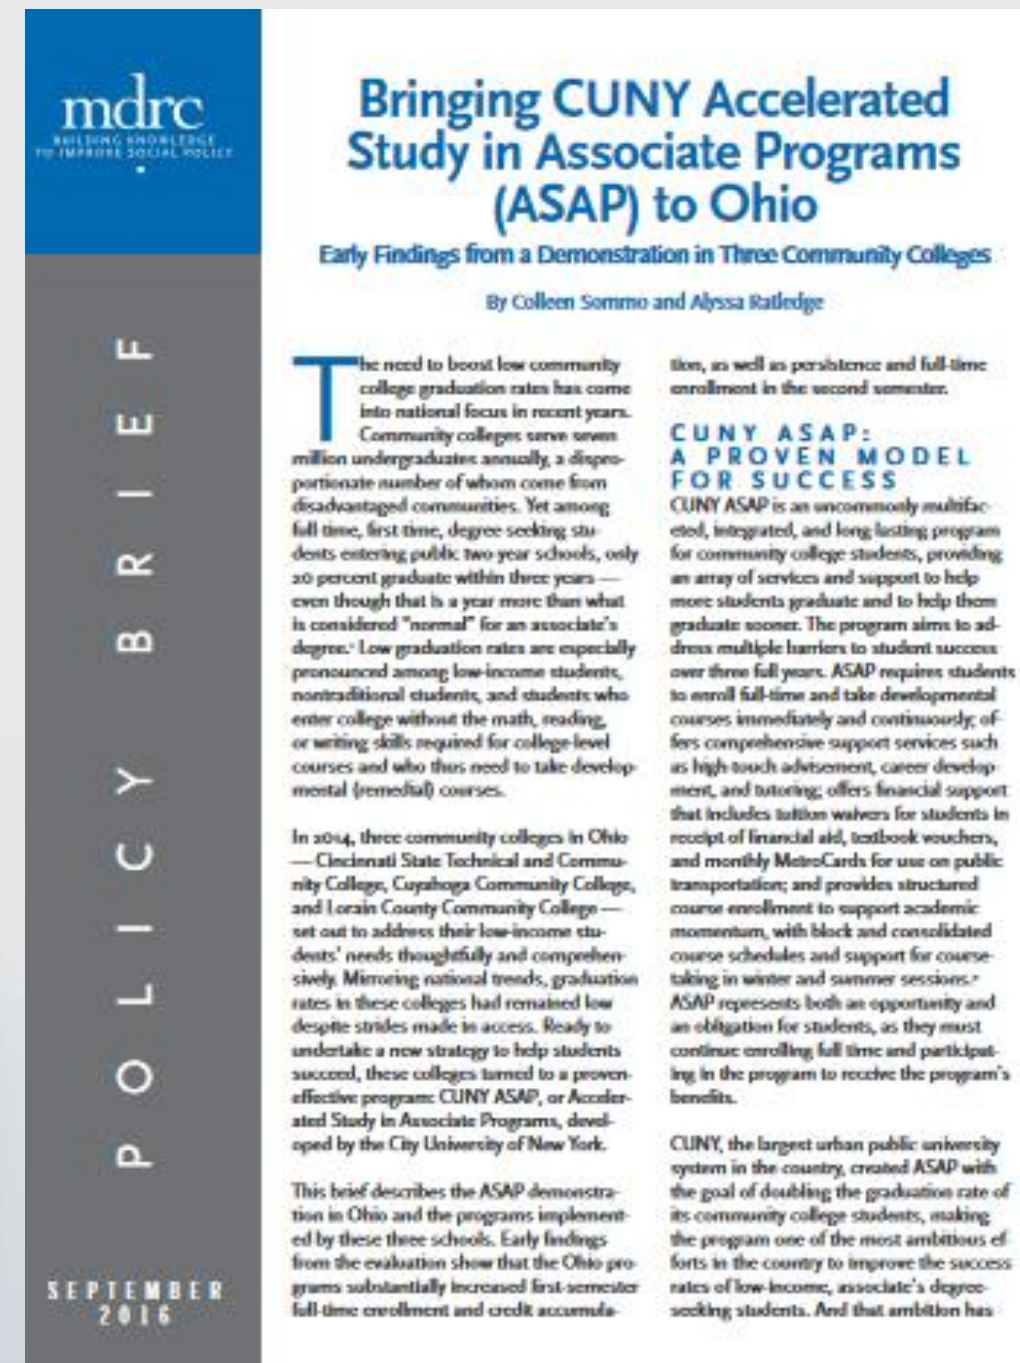 mdrc
BUILDING KNOWLEDGE
TO IMPROVE SOCIAL POLICY
POLICY BRIEF
SEPTEMBER
2016
Bringing CUNY Accelerated
Study in Associate Programs
(ASAP) to Ohio
Early Findings from a Demonstration in Three Community Colleges
By Colleen Sommo and Alyssa Ratledge
The need to boost low community
college graduation rates has come
into national focus in recent years.
Community colleges serve seven
million undergraduates annually, a dispro-
portionate number of whom come from
disadvantaged communities. Yet among
full-time, first-time, degree-seeking stu-
dents entering public two-year schools, only
20 percent graduate within three years —
even though that is a year more than what
is considered "normal" for an associate's
degree. Low graduation rates are especially
pronounced among low-income students,
nontraditional students, and students who
enter college without the math, reading,
or writing skills required for college-level
courses and who thus need to take develop-
mental (remedial) courses.
In 2014, three community colleges in Ohio
— Cincinnati State Technical and Commu-
nity College, Cuyahoga Community College,
and Lorain County Community College —
set out to address their low-income stu-
dents' needs thoughtfully and comprehen-
sively. Mirroring national trends, graduation
rates in these colleges had remained low
despite strides made in access. Ready to
undertake a new strategy to help students
succeed, these colleges turned to a proven-
effective program: CUNY ASAP, or Acceler-
ated Study in Associate Programs, devel-
oped by the City University of New York.
This brief describes the ASAP demonstra-
tion in Ohio and the programs implement-
ed by these three schools. Early findings
from the evaluation show that the Ohio pro-
grams substantially increased first-semester
full-time enrollment and credit accumula-
tion, as well as persistence and full-time
enrollment in the second semester.
CUNY ASAP:
A PROVEN MODEL
FOR SUCCESS
CUNY ASAP is an uncommonly multifac-
eted, integrated, and long-lasting program
for community college students, providing
an array of services and support to help
more students graduate and to help them
graduate sooner. The program aims to ad-
dress multiple barriers to student success
over three full years. ASAP requires students
to enroll full-time and take developmental
courses immediately and continuously; of-
fers comprehensive support services such
as high-touch advisement, career develop-
ment, and tutoring; offers financial support
that includes tuition waivers for students in
receipt of financial aid, textbook vouchers,
and monthly MetroCards for use on public
transportation; and provides structured
course enrollment to support academic
momentum, with block and consolidated
course schedules and support for course-
taking in winter and summer sessions.
ASAP represents both an opportunity and
an obligation for students, as they must
continue enrolling full time and participat-
ing in the program to receive the program's
benefits.
CUNY, the largest urban public university
system in the country, created ASAP with
the goal of doubling the graduation rate of
its community college students, making
the program one of the most ambitious ef-
forts in the country to improve the success
rates of low-income, associate's degree-
seeking students. And that ambition has